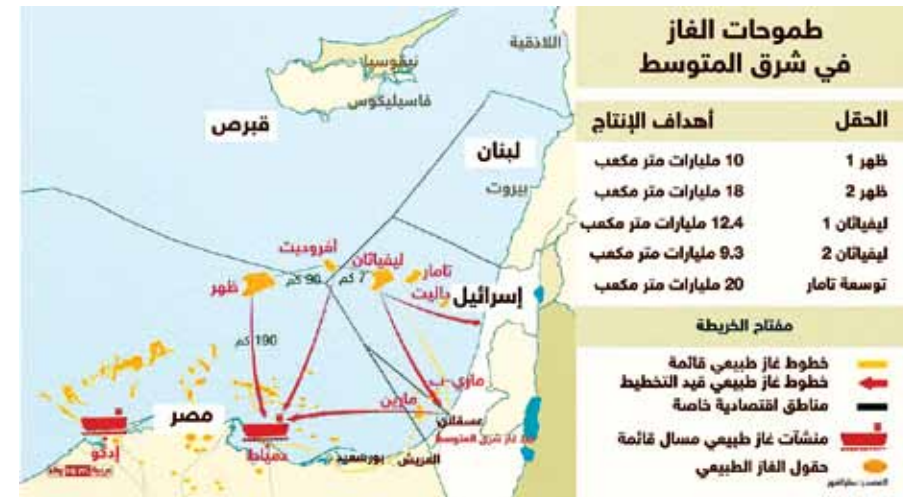 طموحات الغاز
في شرق المتوسط
الحقل أهداف الإنتاج
ظهر 1 10 مليارات متر مكعب
ظهر 2 18 مليارات متر مكعب
ليفياثان 1 12.4 مليارات متر مكعب
ليفياثان 2 9.3 مليارات متر مكعب
توسعة تامار 20 مليارات متر مكعب
مفتاح الخريطة
خطوط غاز طبيعي قائمة
خطوط غاز طبيعي قيد التخطيط
مناطق اقتصادية خاصة
منشآت غاز طبيعي مسال قائمة
حقول الغاز الطبيعي
اللاذقية
نيقوسيا
فاسيليكوس
قبرص
لبنان
بيروت
أفروديت
ليفياثان
تامار
90 كم
7 كم
ظهر
داليت
إسرائيل
190 كم
ماري-ب
مارين
عسقلان
غاز شرق المتوسط
مصر
إدكو
دمياط
بورسعيد
العريش